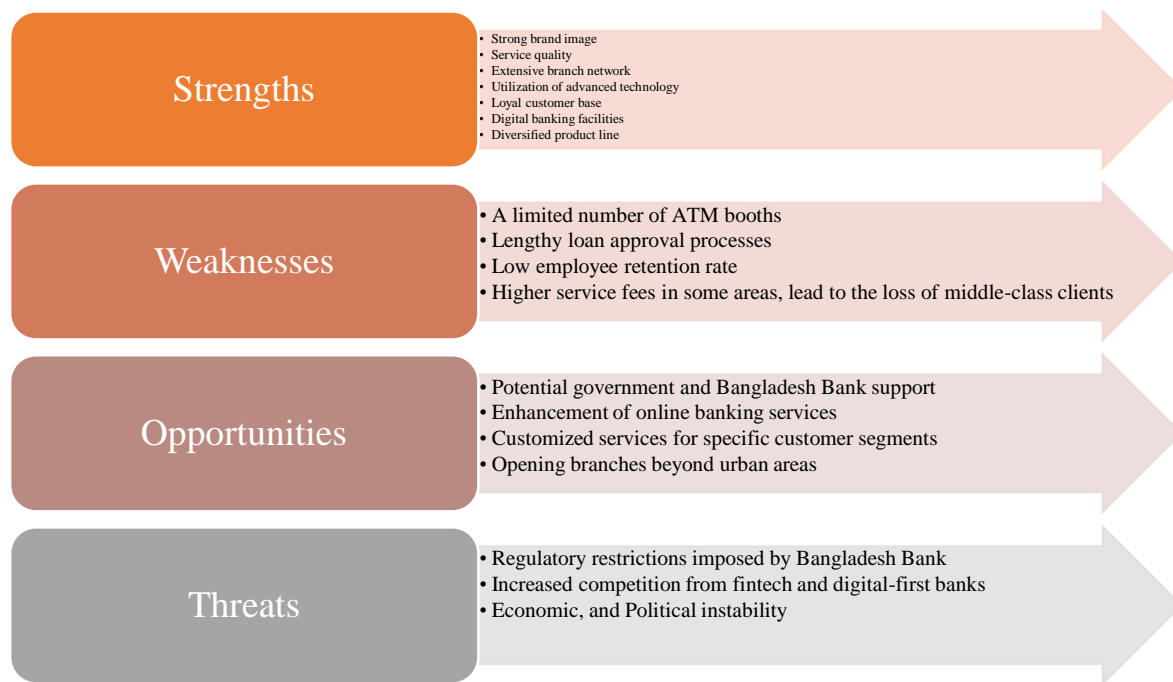 Strengths
• Strong brand image
• Service quality
• Extensive branch network
• Utilization of advanced technology
• Loyal customer base
• Digital banking facilities
• Diversified product line
Weaknesses
• A limited number of ATM booths
• Lengthy loan approval processes
• Low employee retention rate
• Higher service fees in some areas, lead to the loss of middle-class clients
Opportunities
• Potential government and Bangladesh Bank support
• Enhancement of online banking services
• Customized services for specific customer segments
• Opening branches beyond urban areas
Threats
• Regulatory restrictions imposed by Bangladesh Bank
• Increased competition from fintech and digital-first banks
• Economic, and Political instability